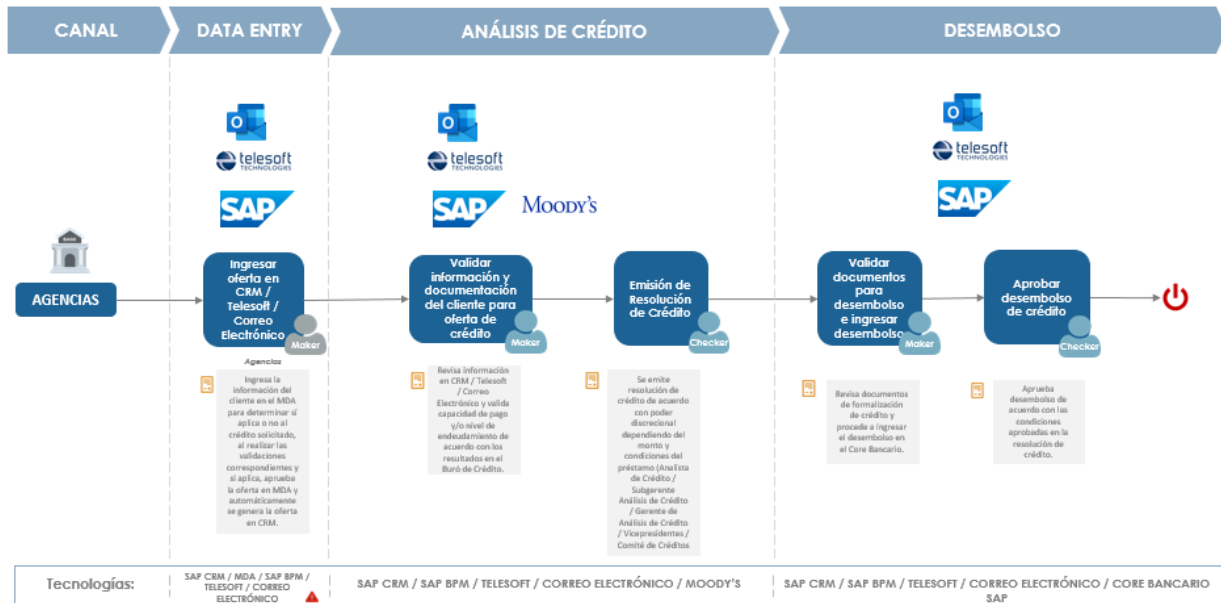 CANAL
DATA ENTRY
ANÁLISIS DE CRÉDITO
DESEMBOLSO
O
telesoft
TECHNOLOGIES
SAP
O
telesoft
TECHNOLOGIES
SAP
MOODY'S
O
telesoft
TECHNOLOGIES
SAP
BANK
AGENCIAS
Ingresar
oferta en
CRM /
Telesoft /
Correo
Electrónico
Maker
Validar
información y
documentación
del cliente para
oferta de
crédito
Maker
Emisión de
Resolución
de Crédito
Checker
Validar
documentos
para
desembolso
e ingresar
desembolso
Maker
Aprobar
desembolso
de crédito
Checker
Agencias
Ingresa la
información del
cliente en el MDA
para determinar sí
aplica o no al
crédito solicitado,
al realizar las
validaciones
correspondientes y
sí aplica, aprueba
la oferta en MDA y
automáticamente
se genera la oferta
en CRM.
Revisa información
en CRM / Telesoft
/ Correo
Electrónico y valida
capacidad de pago
y/o nivel de
endeudamiento de
acuerdo con los
resultados en el
Buró de Crédito.
Se emite
resolución de
crédito de acuerdo
con poder
discrecional
dependiendo del
monto y
condiciones del
préstamo (Analista
de Crédito /
Subgerente
Análisis de Crédito
/ Gerente de
Análisis de Crédito
/ Vicepresidentes /
Comité de Créditos
Revisa documentos
de formalización
de crédito y
procede a ingresar
el desembolso en
el Core Bancario.
Aprueba
desembolso de
acuerdo con las
condiciones
aprobadas en la
resolución de
crédito.
Tecnologías:
SAP CRM / MDA / SAP BPM /
TELESOFT / CORREO
ELECTRÓNICO
SAP CRM / SAP BPM / TELESOFT / CORREO ELECTRÓNICO / MOODY'S
SAP CRM / SAP BPM / TELESOFT / CORREO ELECTRÓNICO / CORE BANCARIO
SAP